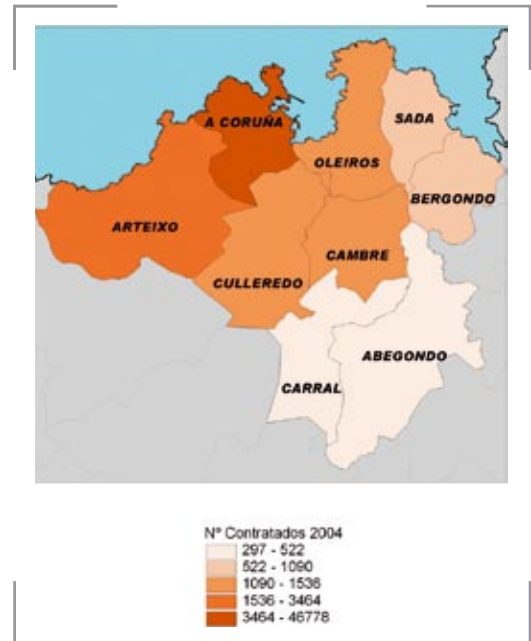 A CORUÑA
SADA
OLEIROS
BERGONDO
ARTEIXO
CAMBRE
CULLEREDO
ABEGONDO
CARRAL
Nº Contratados 2004
297 - 522
522 - 1090
1090 - 1536
1536 - 3464
3464 - 46778